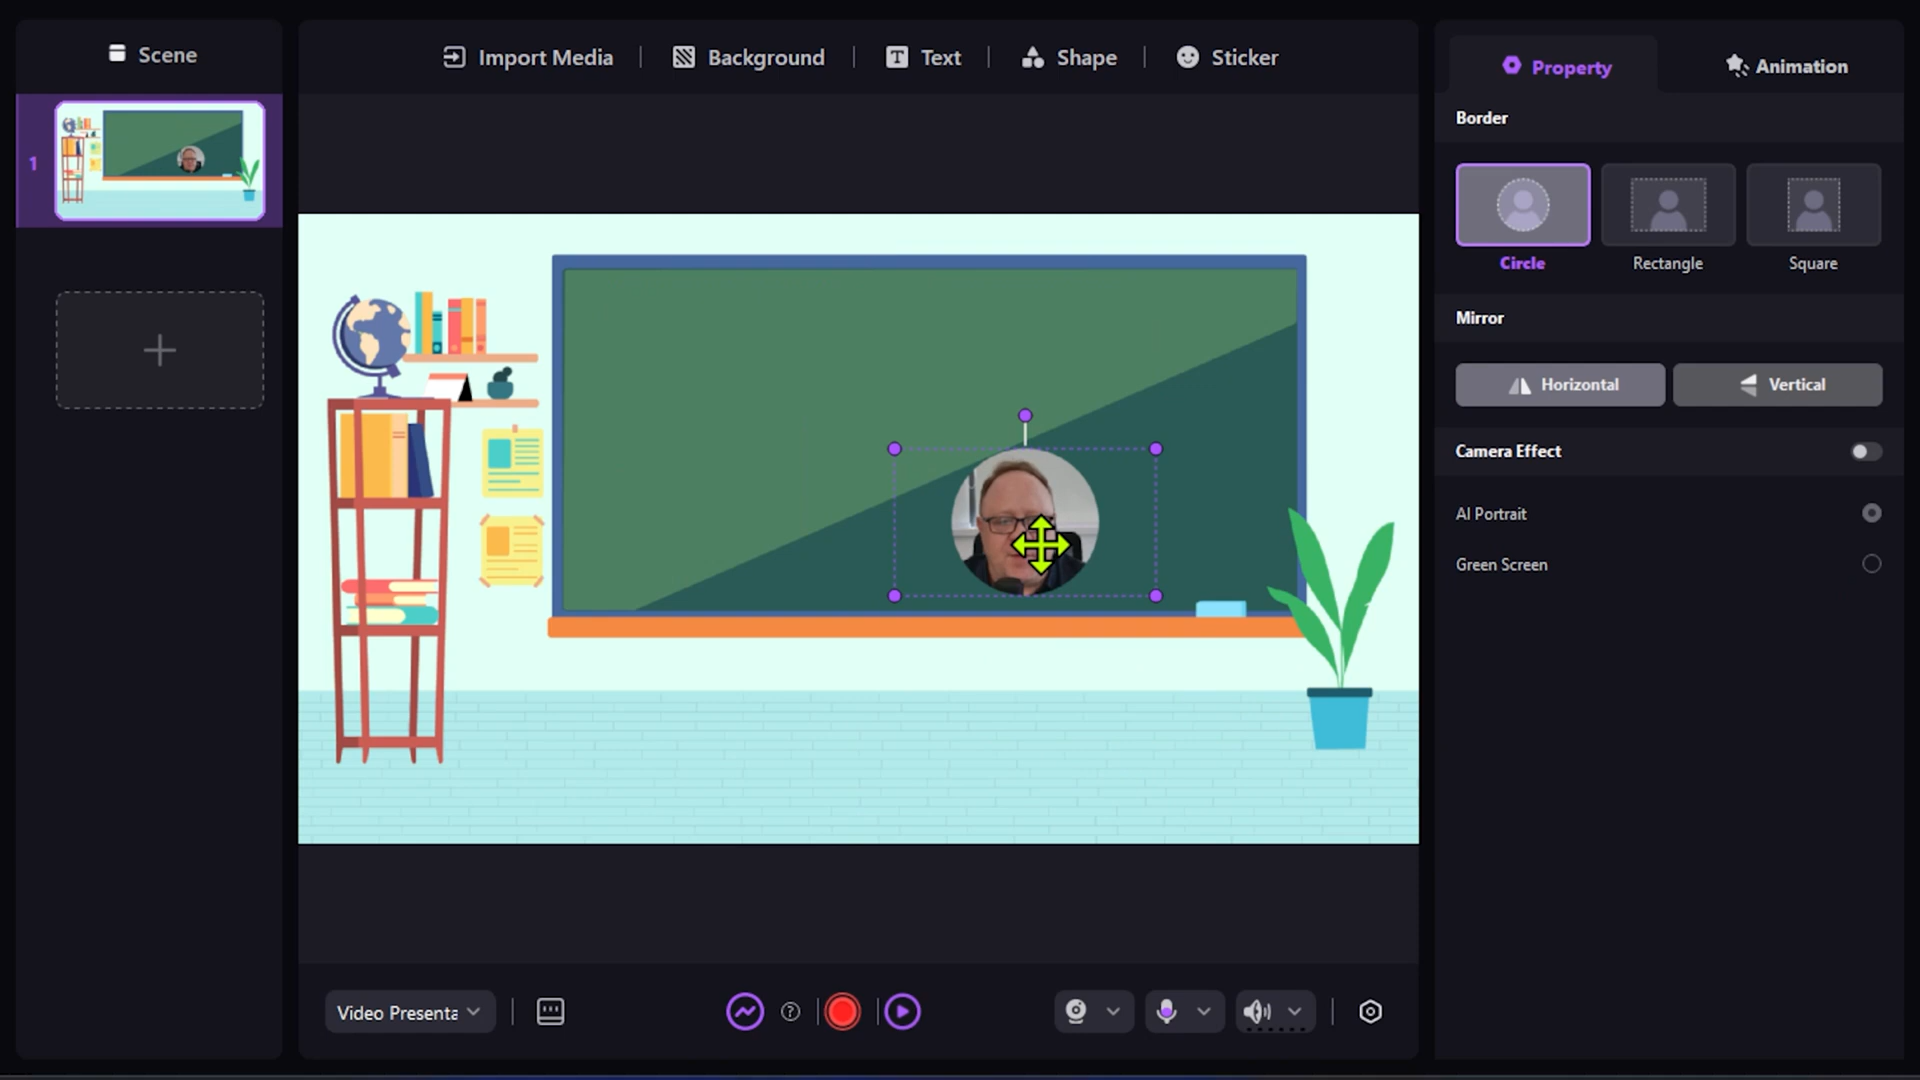 Scene
Import Media
Background
Text
Shape
Sticker
Property
Animation
1
Border
Circle
Rectangle
Square
Mirror
Horizontal
Vertical
Camera Effect
AI Portrait
Green Screen
Video Presenta